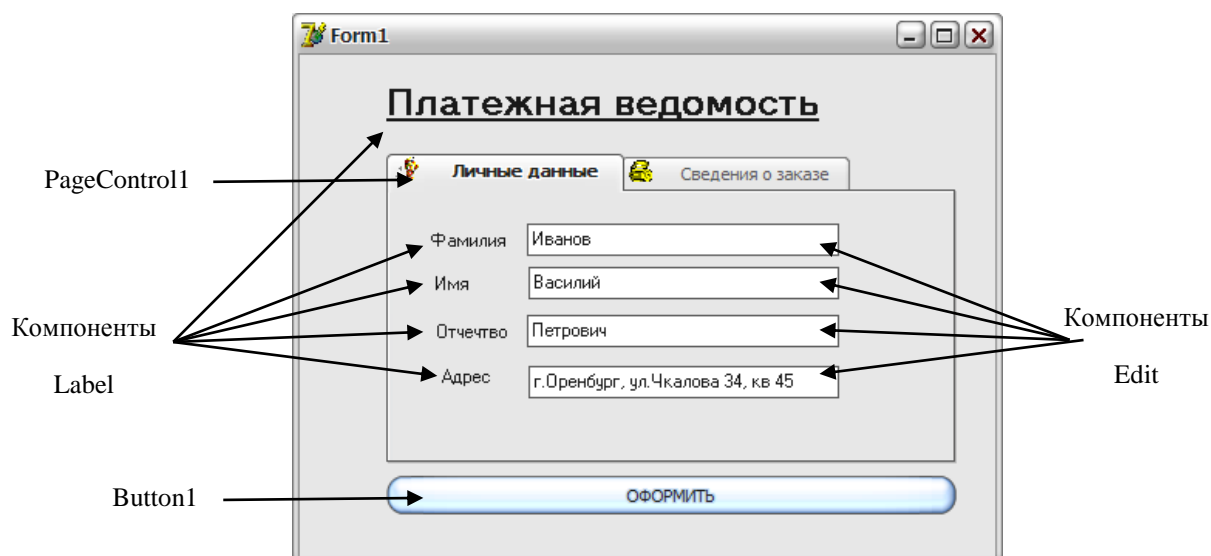 Form1
Платежная ведомость
PageControl1
Личные данные
Сведения о заказе
Фамилия
Иванов
Имя
Василий
Компоненты
Label
Отчечтво
Петрович
Компоненты
Edit
Адрес
г.Оренбург, ул.Чкалова 34, кв 45
Button1
ОФОРМИТЬ